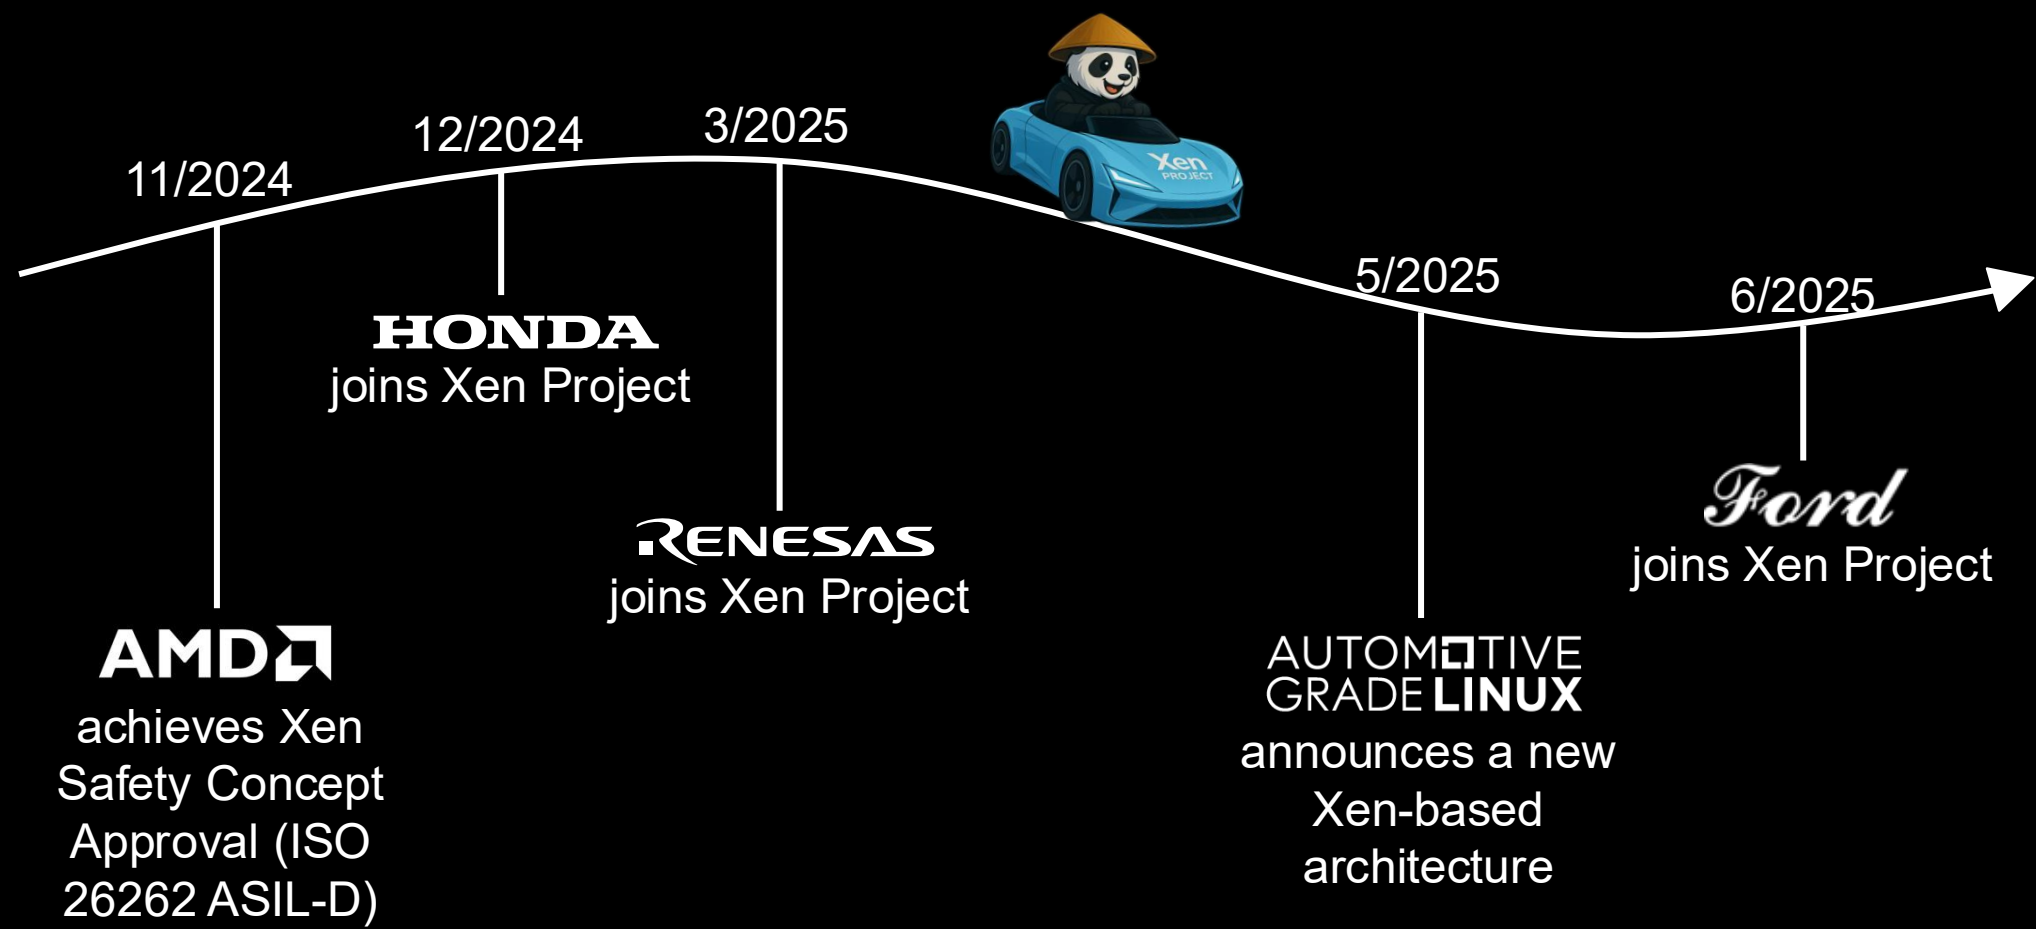 11/2024
12/2024
3/2025
Xen
PROJECT
5/2025
6/2025
HONDA
joins Xen Project
Ford
joins Xen Project
RENESAS
joins Xen Project
AMD
achieves Xen
Safety Concept
Approval (ISO
26262 ASIL-D)
AUTOMOTIVE
GRADE LINUX
announces a new
Xen-based
architecture